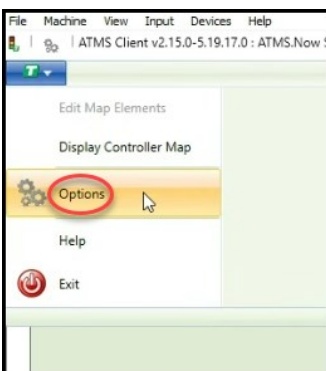 File Machine View Input Devices Help
ATMS Client v2.15.0-5.19.17.0 : ATMS.Now
T
Edit Map Elements
Display Controller Map
Options
Help
Exit